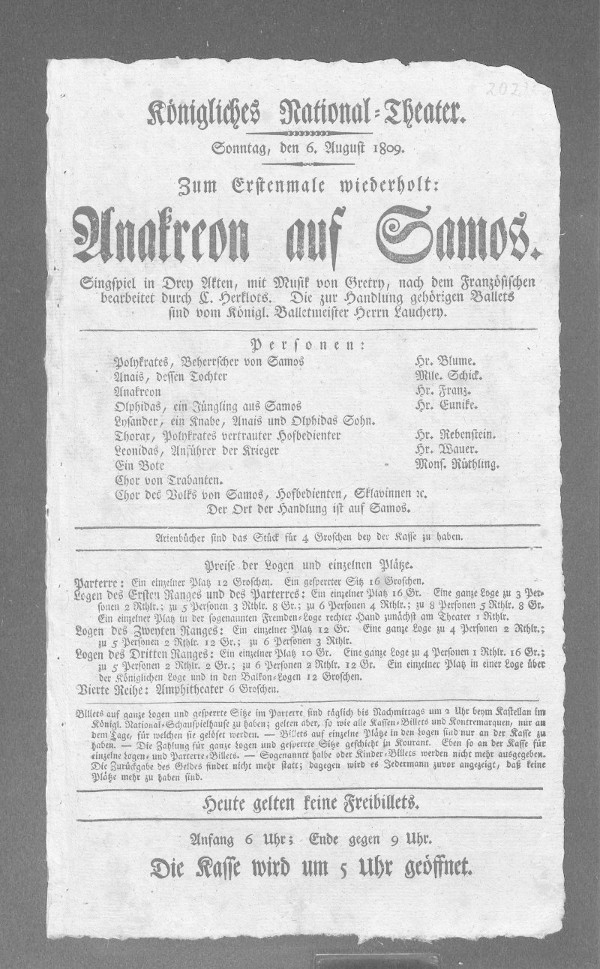 Königliches National-Theater.
Sonntag, den 6. August 1809.
Zum Erstenmale wiederholt:
Anakreon auf Samos.
Singspiel in Drey Akten, mit Musik von Gretry, nach dem Französischen
bearbeitet durch C. Herklots. Die zur Handlung gehörigen Ballets
sind vom Königl. Balletmeister Herrn Lauchery.
Personen:
Polykrates, Beherrscher von Samos Hr. Blume.
Anais, dessen Tochter Mlle. Schick.
Anakreon Hr. Franz.
Olphidas, ein Jüngling aus Samos Hr. Eunike.
Lysander, ein Knabe, Anais und Olphidas Sohn.
Thorar, Polykrates vertrauter Hofbedienter Hr. Rebenstein.
Leonidas, Anführer der Krieger Hr. Wauer.
Ein Bote Mons. Rüthling.
Chor von Trabanten.
Chor des Volks von Samos, Hofbedienten, Sklavinnen ꝛc.
Der Ort der Handlung ist auf Samos.
Arienbücher sind das Stück für 4 Groschen bey der Kasse zu haben.
Preise der Logen und einzelnen Plätze.
Parterre: Ein einzelner Platz 12 Groschen. Ein gesperrter Sitz 16 Groschen.
Logen des Ersten Ranges und des Parterres: Ein einzelner Platz 16 Gr. Eine ganze Loge zu 3 Per-
sonen 2 Rthlr.; zu 5 Personen 3 Rthlr. 8 Gr.; zu 6 Personen 4 Rthlr.; zu 8 Personen 5 Rthlr. 8 Gr.
Ein einzelner Platz in der sogenannten Fremden-Loge rechter Hand zunächst am Theater 1 Rthlr.
Logen des Zweyten Ranges: Ein einzelner Platz 12 Gr. Eine ganze Loge zu 4 Personen 2 Rthlr.;
zu 5 Personen 2 Rthlr. 12 Gr.; zu 6 Personen 3 Rthlr.
Logen des Dritten Ranges: Ein einzelner Platz 10 Gr. Eine ganze Loge zu 4 Personen 1 Rthlr. 16 Gr.;
zu 5 Personen 2 Rthlr. 2 Gr.; zu 6 Personen 2 Rthlr. 12 Gr. Ein einzelner Platz in einer Loge über
der Königlichen Loge und in den Balkon-Logen 12 Groschen.
Vierte Reihe: Amphitheater 6 Groschen.
Billets auf ganze Logen und gesperrte Sitze im Parterre sind täglich bis Nachmittags um 2 Uhr beym Kastellan im
Königl. National-Schauspielhause zu haben; gelten aber, so wie alle Kassen-Billets und Kontremarquen, nur an
dem Tage, für welchen sie gelöset werden. — Billets auf einzelne Plätze in den Logen sind nur an der Kasse zu
haben. — Die Zahlung für ganze Logen und gesperrte Sitze geschieht in Kourant. Eben so an der Kasse für
einzelne Logen- und Parterre-Billets. — Sogenannte halbe oder Kinder-Billets werden nicht mehr ausgegeben.
Die Zurückgabe des Geldes findet nicht mehr statt; dagegen wird es Jedermann zuvor angezeigt, daß keine
Plätze mehr zu haben sind.
Heute gelten keine Freibillets.
Anfang 6 Uhr; Ende gegen 9 Uhr.
Die Kasse wird um 5 Uhr geöffnet.